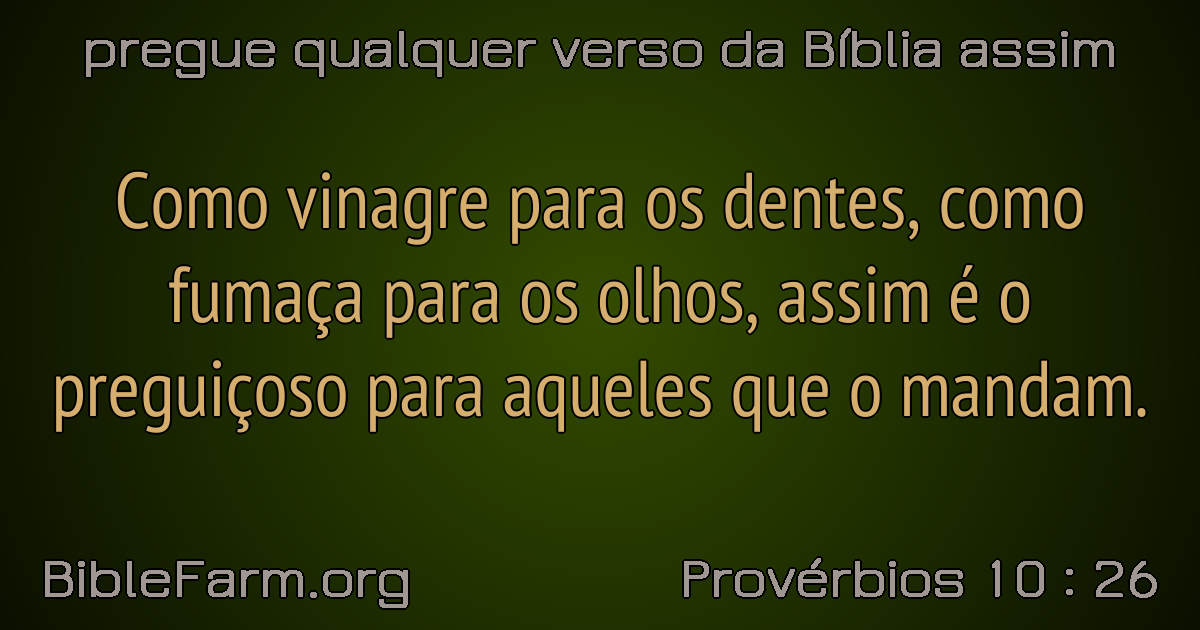 pregue qualquer verso da Bíblia assim
Como vinagre para os dentes, como
fumaça para os olhos, assim é o
preguiçoso para aqueles que o mandam.
BibleFarm.org
Provérbios 10 : 26